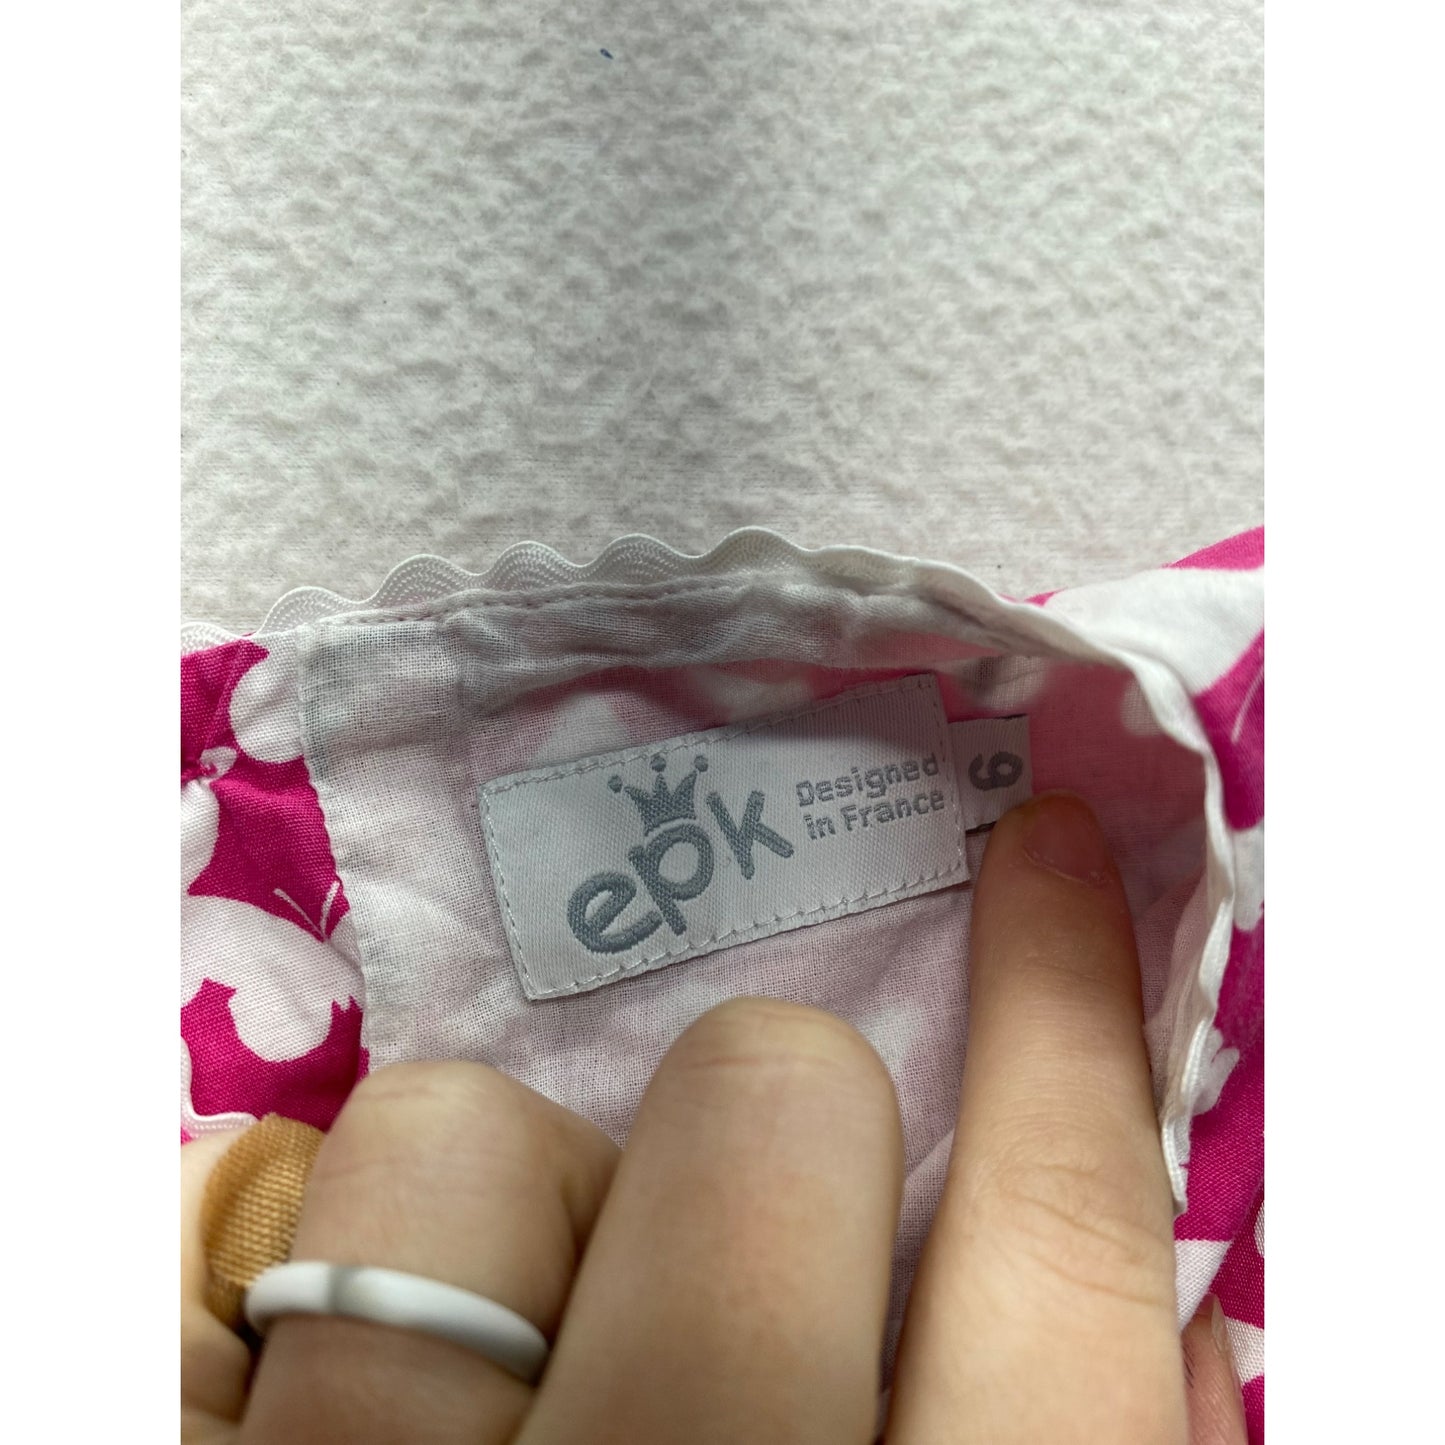 epk
Designed
in France
6